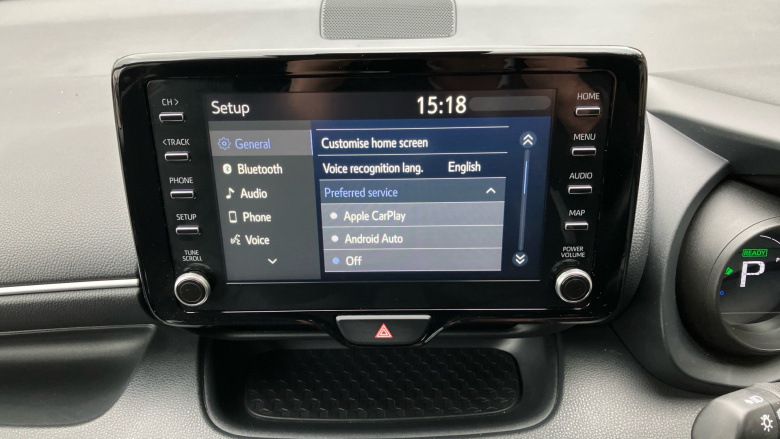 CH >
< TRACK
PHONE
SETUP
TUNE
SCROLL
Setup
15:18
General
Bluetooth
Audio
Phone
Voice
Customise home screen
Voice recognition lang. English
Preferred service
Apple CarPlay
Android Auto
Off
HOME
MENU
AUDIO
MAP
POWER
VOLUME
READY
P